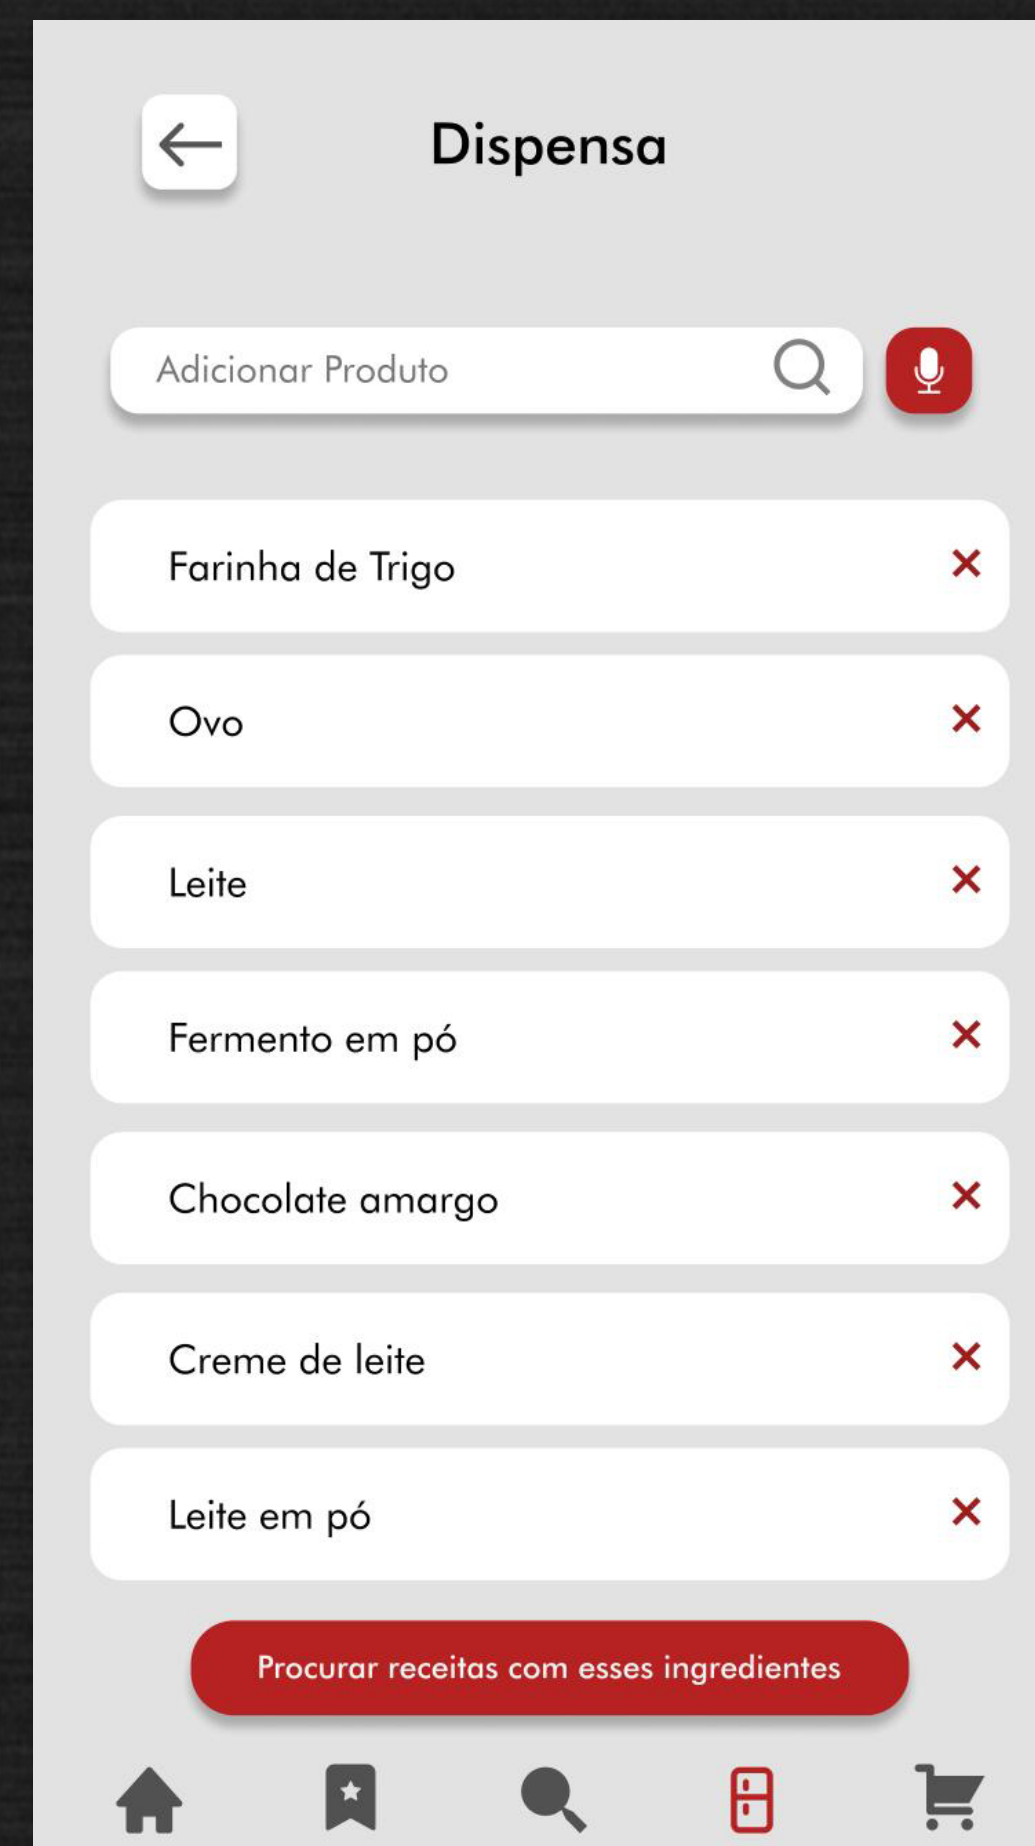 Dispensa
Adicionar Produto
Farinha de Trigo
Ovo
Leite
Fermento em pó
Chocolate amargo
Creme de leite
Leite em pó
Procurar receitas com esses ingredientes